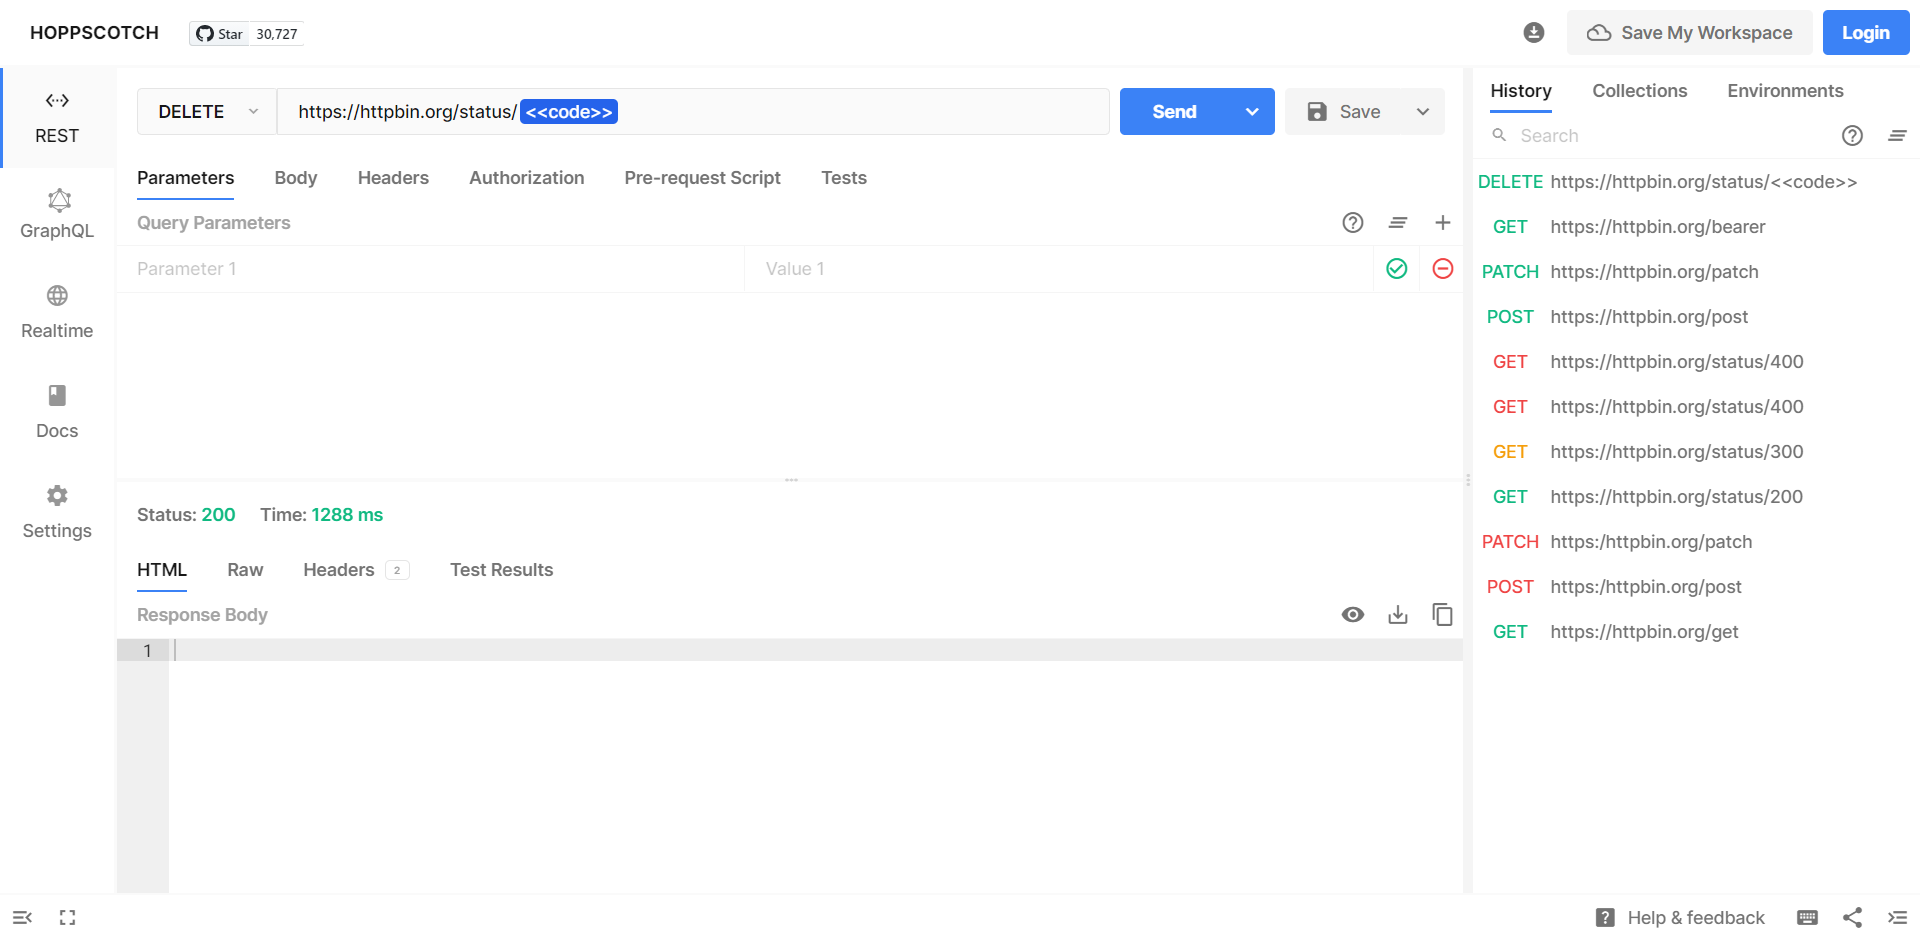 HOPPSCOTCH
Star 30,727
Save My Workspace
Login
REST
GraphQL
Realtime
Docs
Settings
DELETE
https://httpbin.org/status/<<code>>
Send
Save
Parameters Body Headers Authorization Pre-request Script Tests
Query Parameters
Parameter 1 Value 1
Status: 200 Time: 1288 ms
HTML Raw Headers 2 Test Results
Response Body
1
History Collections Environments
Search
DELETE https://httpbin.org/status/<<code>>
GET https://httpbin.org/bearer
PATCH https://httpbin.org/patch
POST https://httpbin.org/post
GET https://httpbin.org/status/400
GET https://httpbin.org/status/400
GET https://httpbin.org/status/300
GET https://httpbin.org/status/200
PATCH https:/httpbin.org/patch
POST https:/httpbin.org/post
GET https://httpbin.org/get
Help & feedback